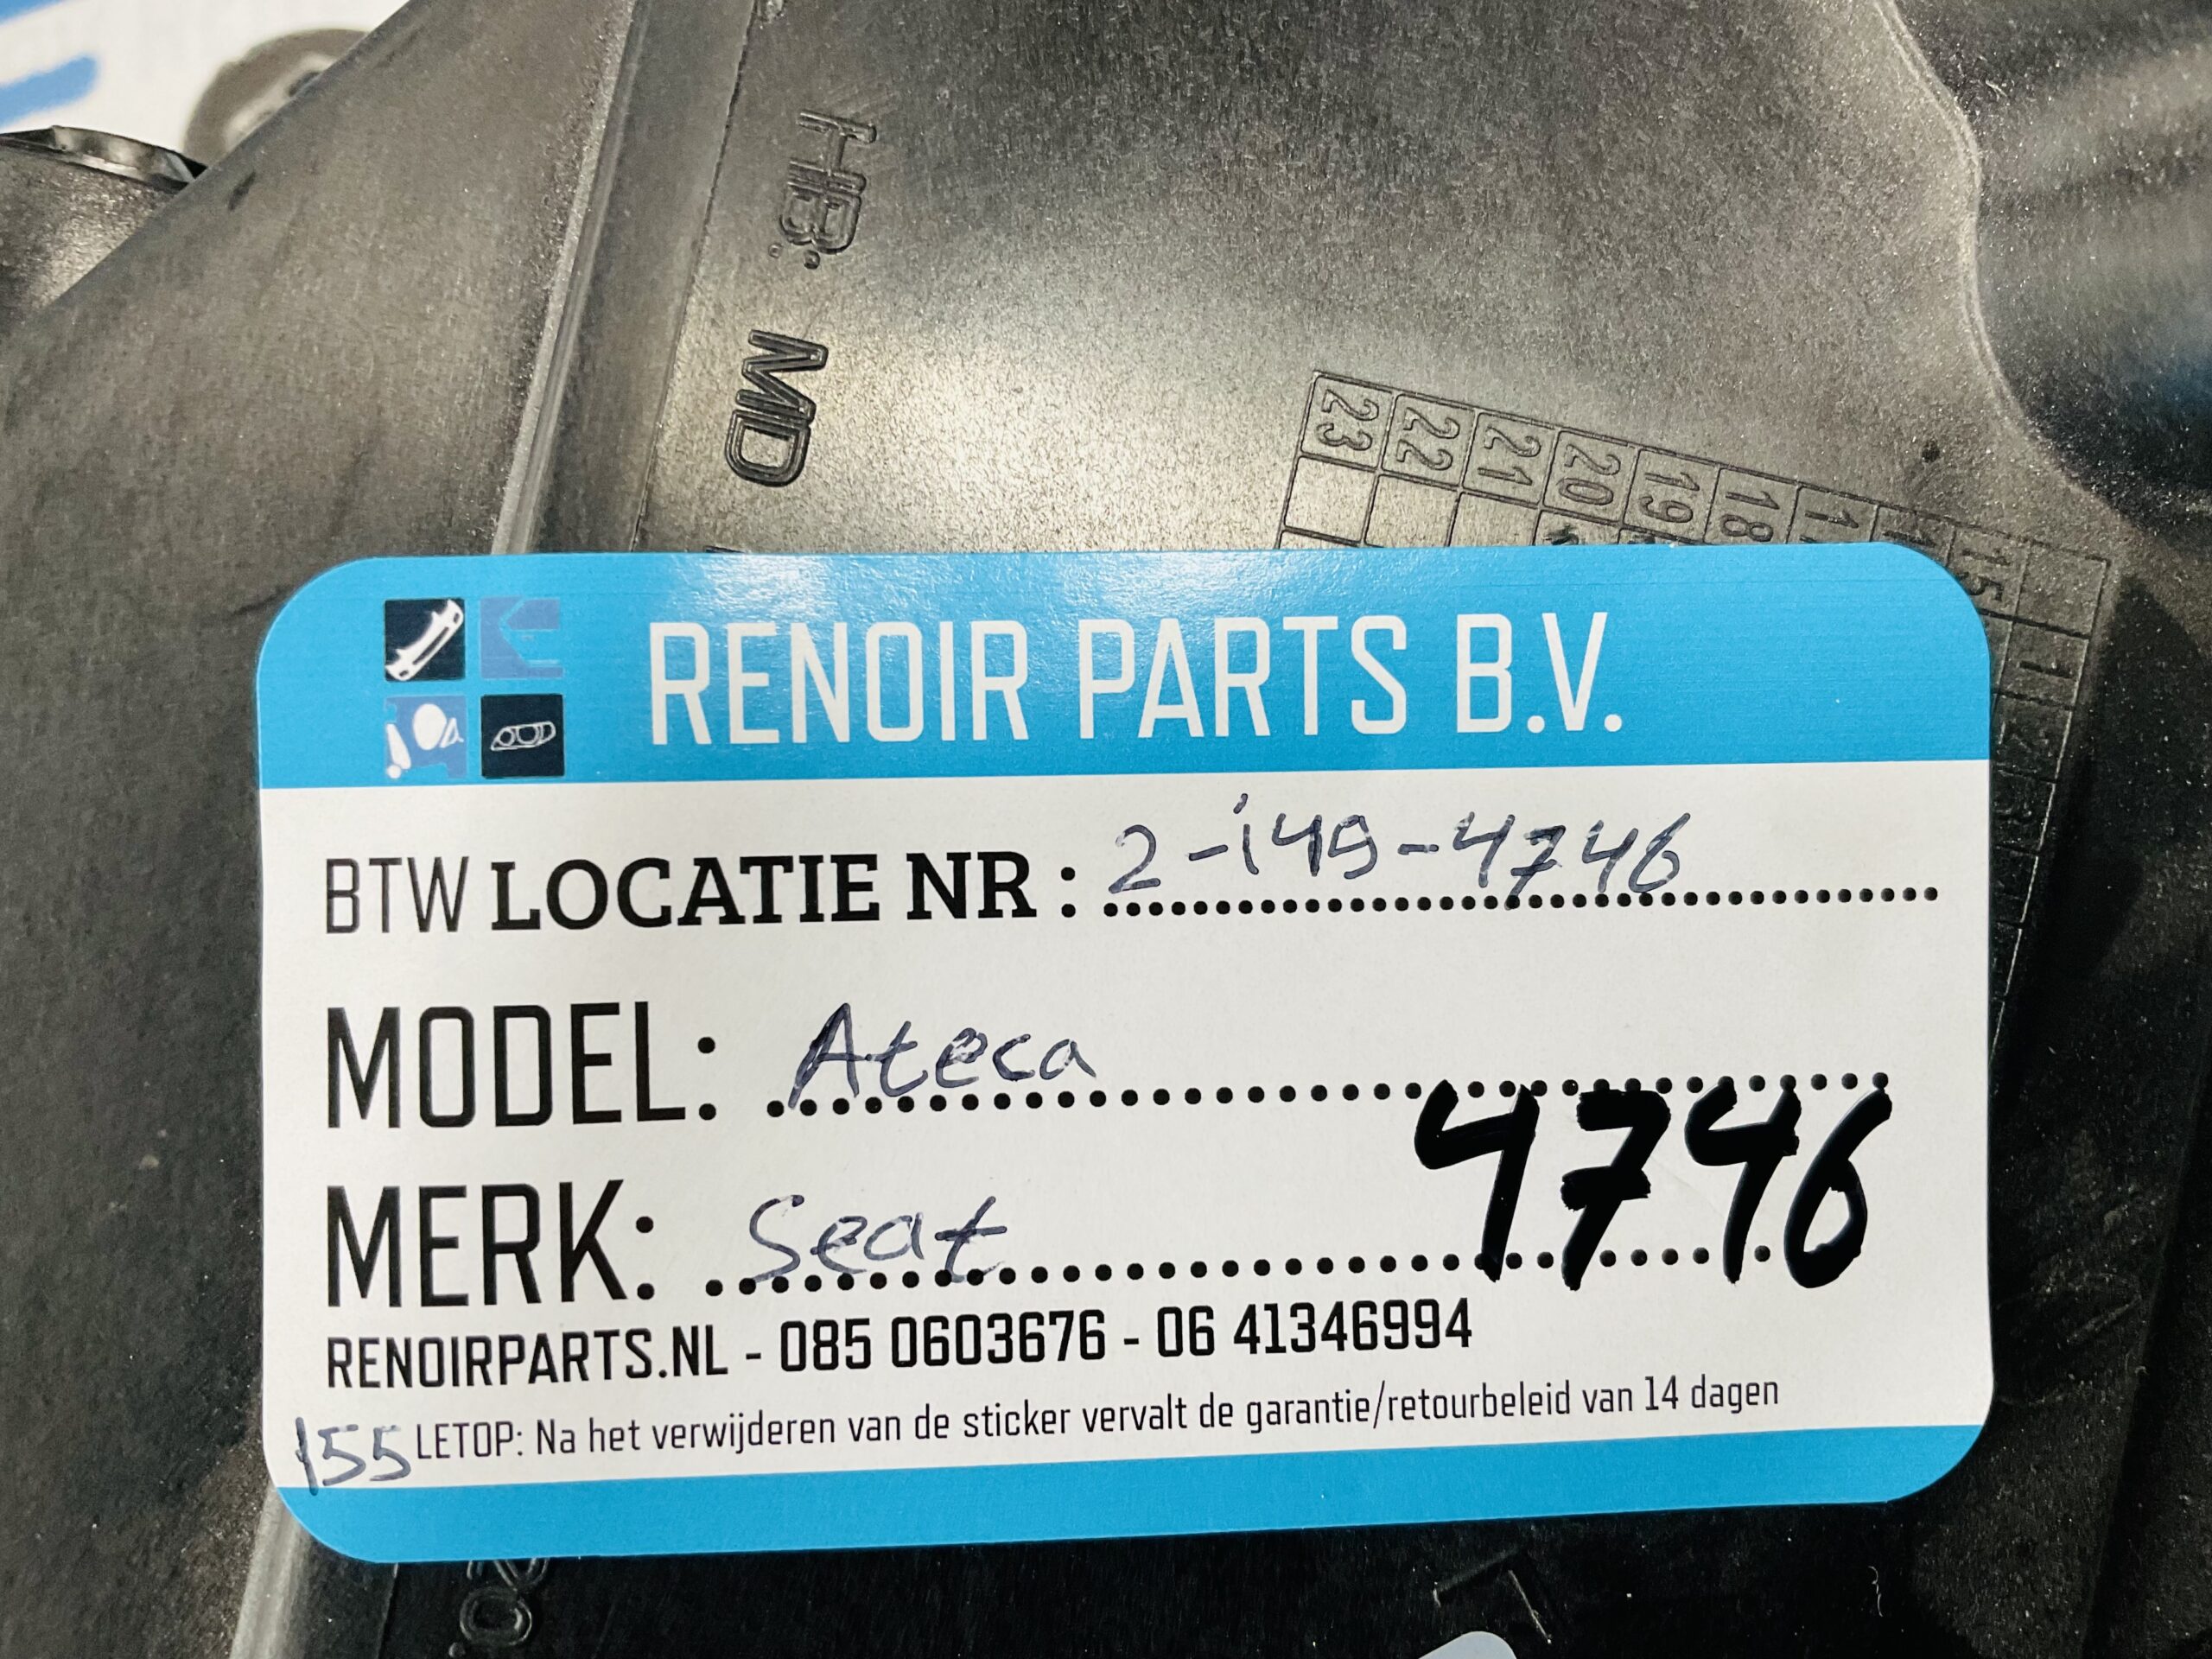 HB: MD
23 22 21 20 19 18
15
RENOIR PARTS B.V.
BTW LOCATIE NR : 2-i49-4746
MODEL: Ateca
4746
MERK: Seat
RENOIRPARTS.NL - 085 0603676 - 06 41346994
155 LETOP: Na het verwijderen van de sticker vervalt de garantie/retourbeleid van 14 dagen